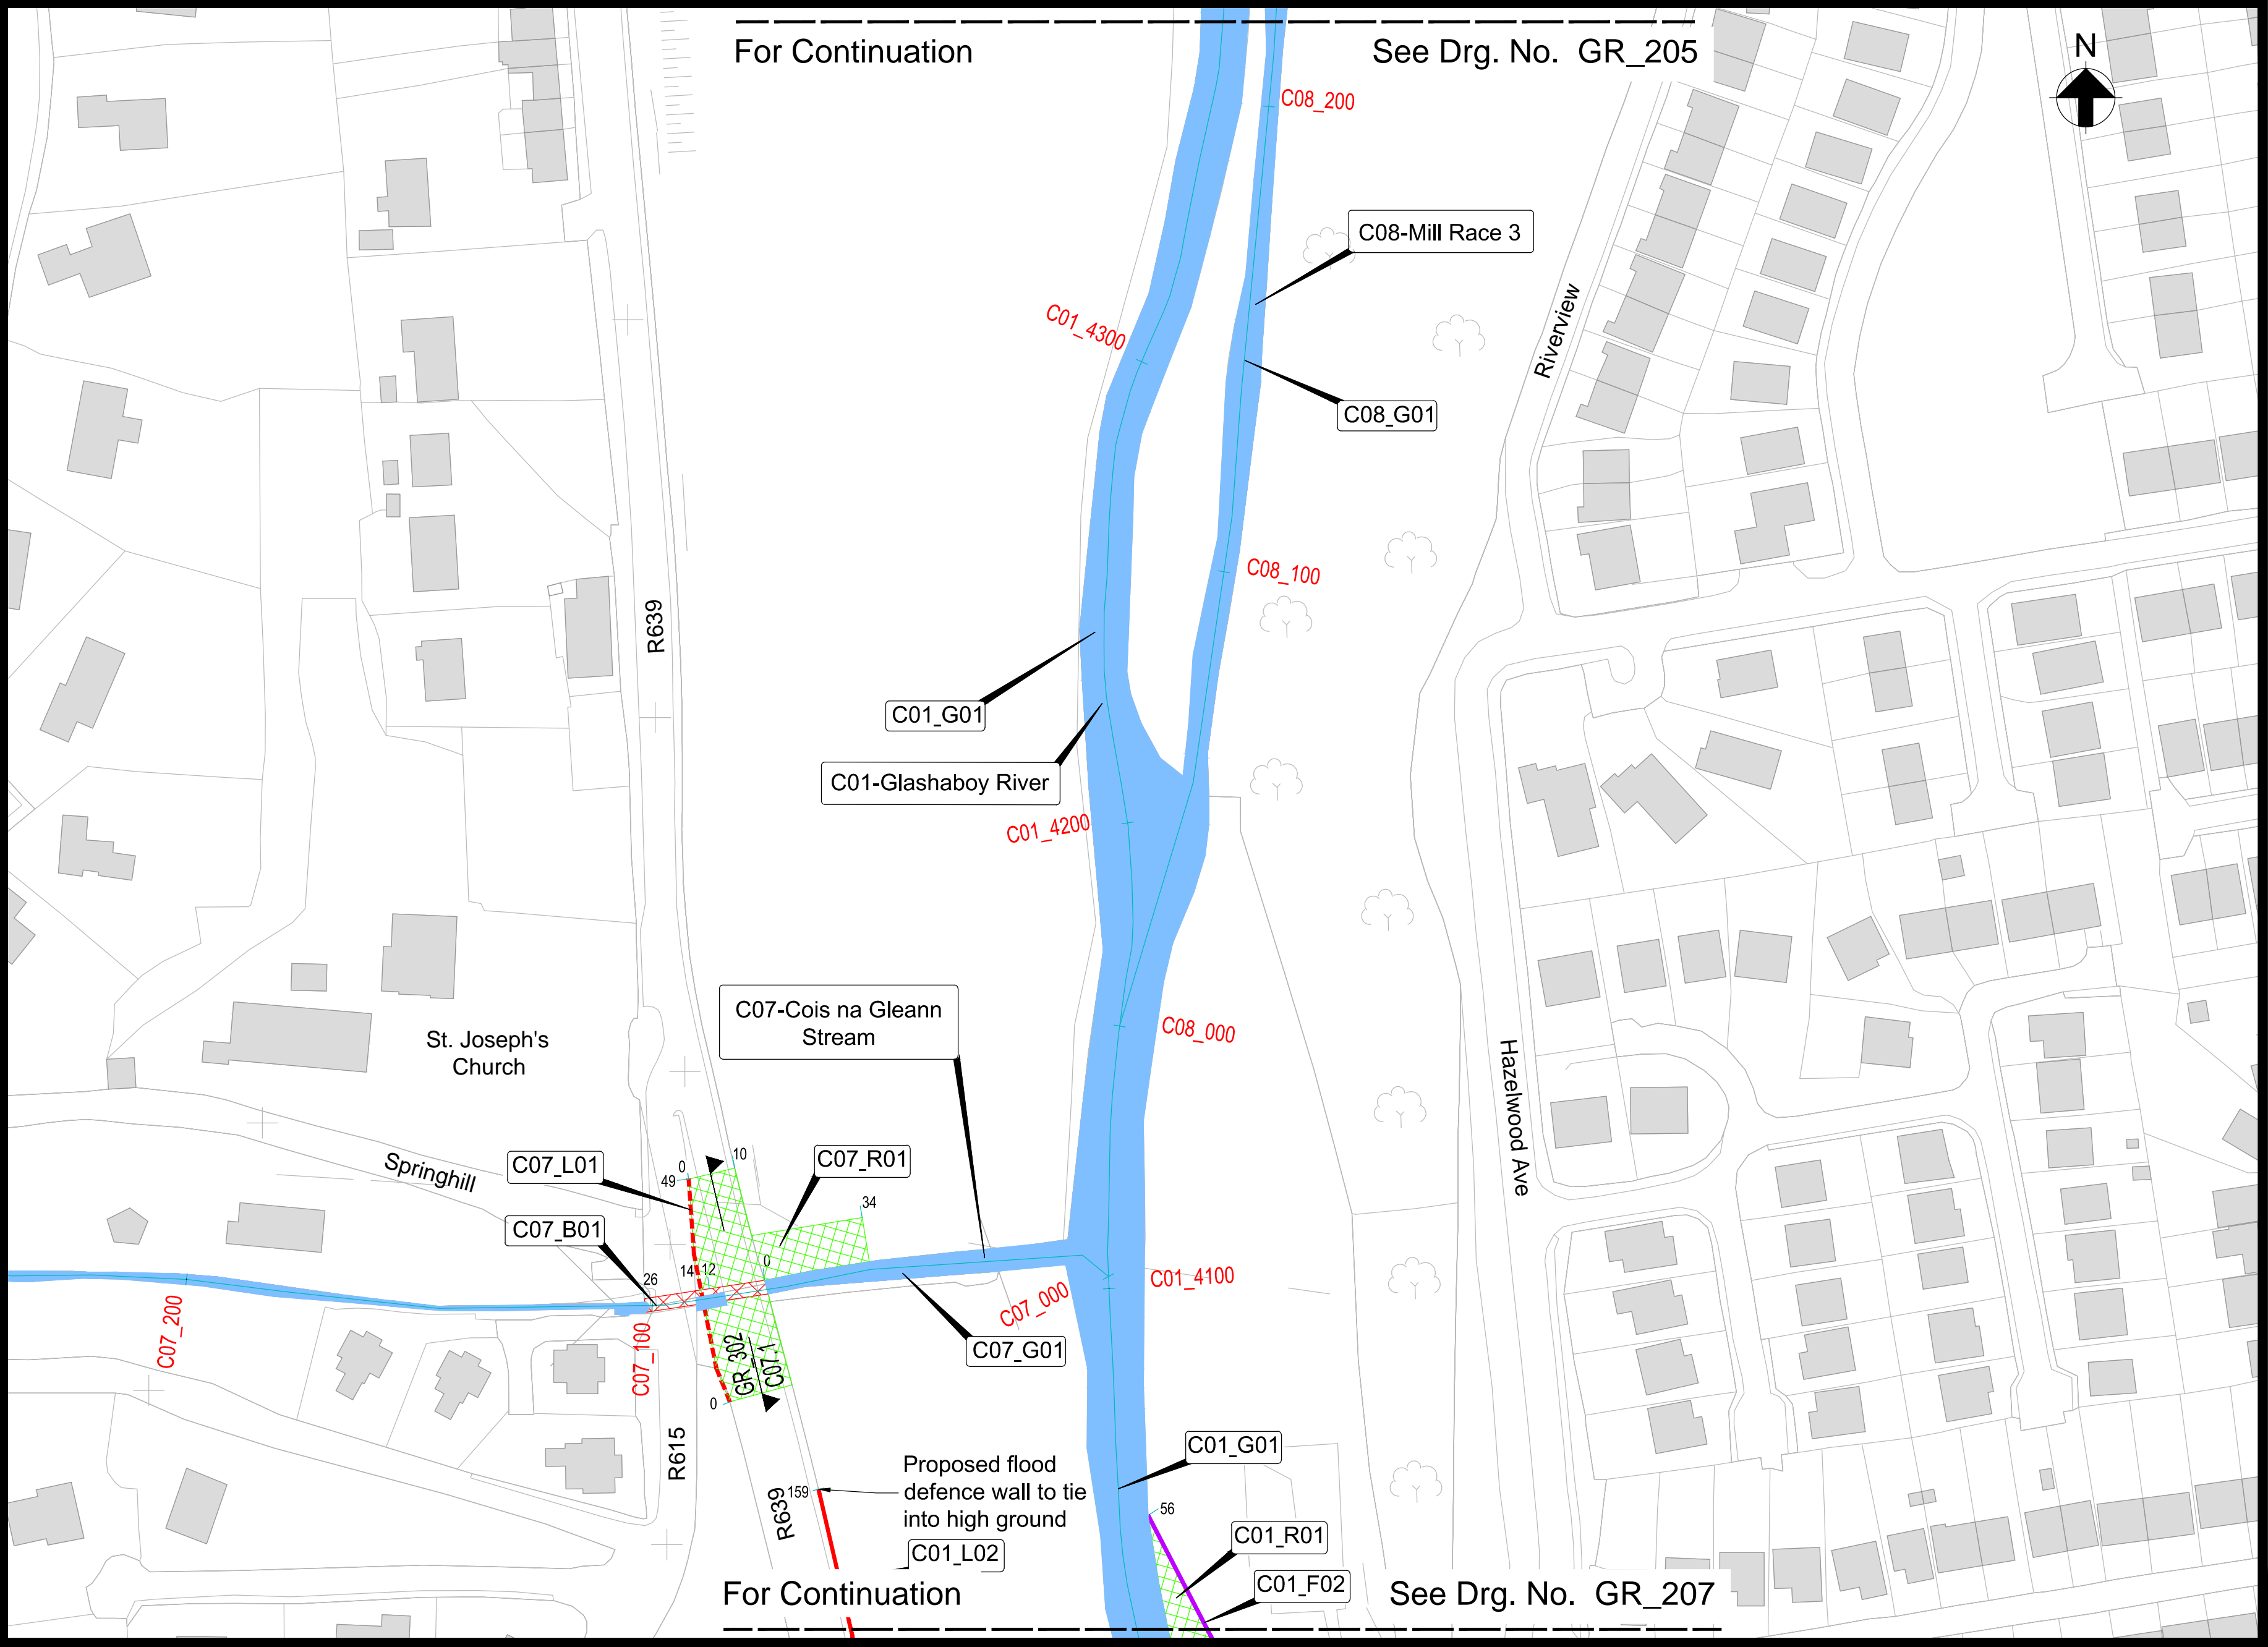 For Continuation
See Drg. No. GR_205
N
C08_200
C08-Mill Race 3
C01_4300
Riverview
C08_G01
C08_100
R639
C01_G01
C01-Glashaboy River
C01_4200
C07-Cois na Gleann
Stream
C08_000
St. Joseph's
Church
Hazelwood Ave
Springhill
C07_L01
0
49
10
C07_R01
34
C07_B01
26
14
12
0
C07_200
C07_100
C07_000
C01_4100
C07_G01
GR_302
C07.1
0
R615
R639
159
Proposed flood
defence wall to tie
into high ground
C01_L02
C01_G01
56
C01_R01
C01_F02
For Continuation
See Drg. No. GR_207